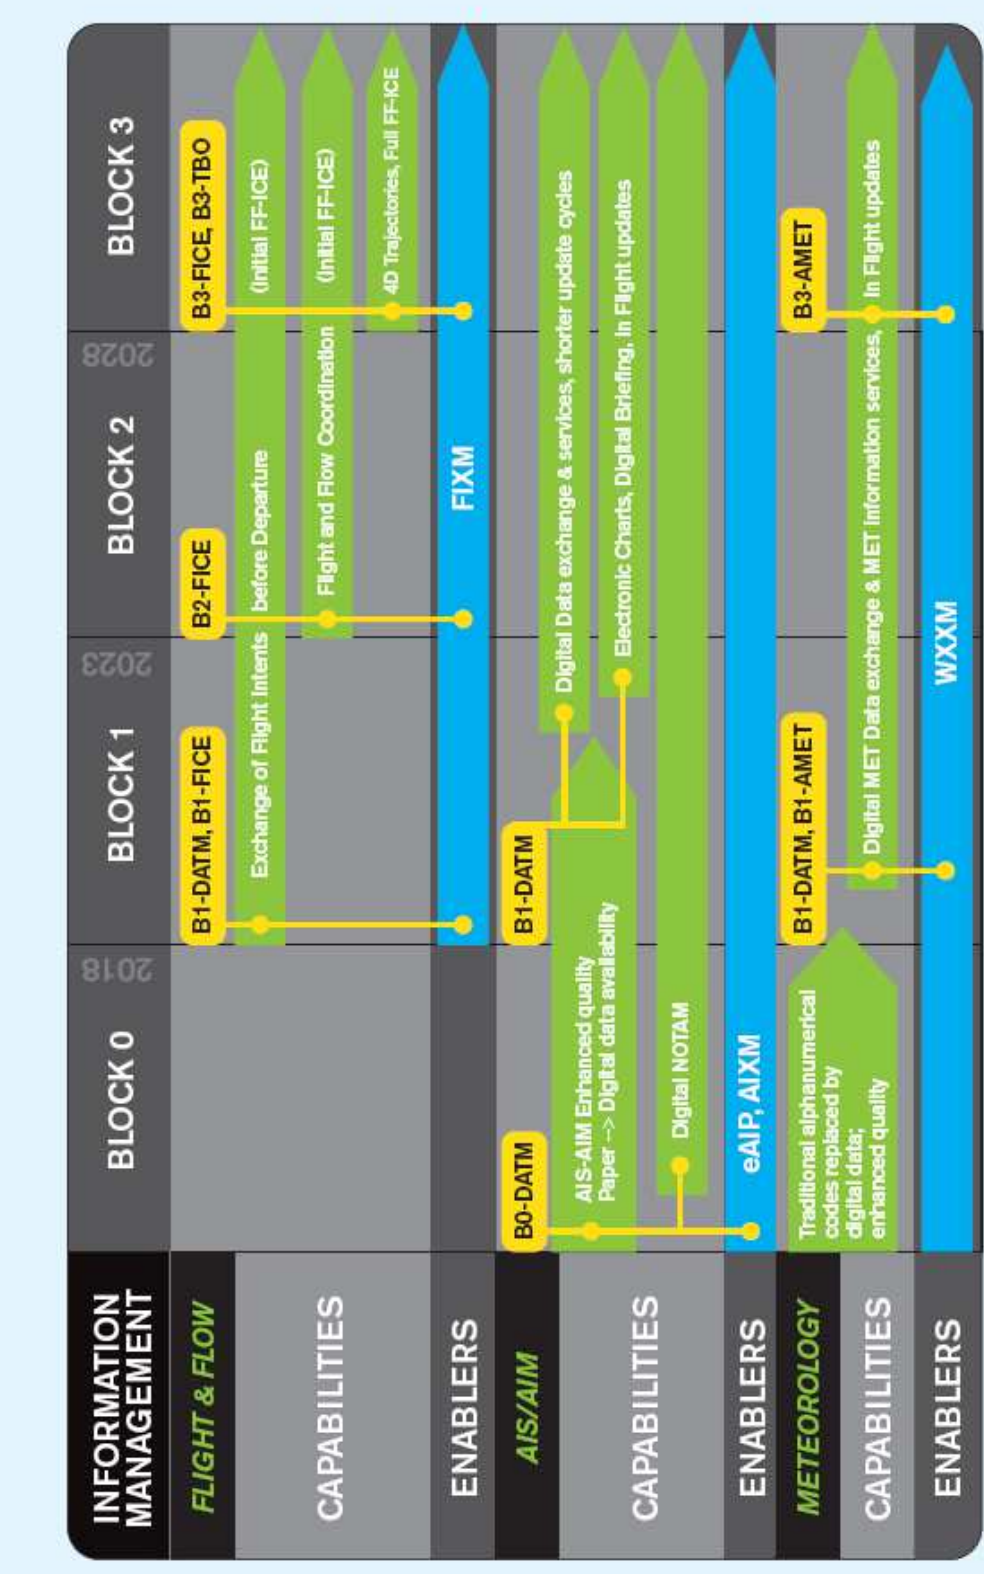 INFORMATION
MANAGEMENT
BLOCK 0
2018
BLOCK 1
2023
BLOCK 2
2028
BLOCK 3
FLIGHT & FLOW
B1-DATM, B1-FICE
B2-FICE
B3-FICE, B3-TBO
CAPABILITIES
Exchange of Flight Intents before Departure (Initial FF-ICE)
Flight and Flow Coordination (Initial FF-ICE)
4D Trajectories, Full FF-ICE
ENABLERS
FIXM
AIS/AIM
B0-DATM
B1-DATM
CAPABILITIES
AIS-AIM Enhanced quality
Paper --> Digital data availability
Digital Data exchange & services, shorter update cycles
Electronic Charts, Digital Briefing, In Flight updates
Digital NOTAM
ENABLERS
eAIP, AIXM
METEOROLOGY
B1-DATM, B1-AMET
B3-AMET
CAPABILITIES
Traditional alphanumerical
codes replaced by
digital data;
enhanced quality
Digital MET Data exchange & MET Information services, In Flight updates
ENABLERS
WXXM